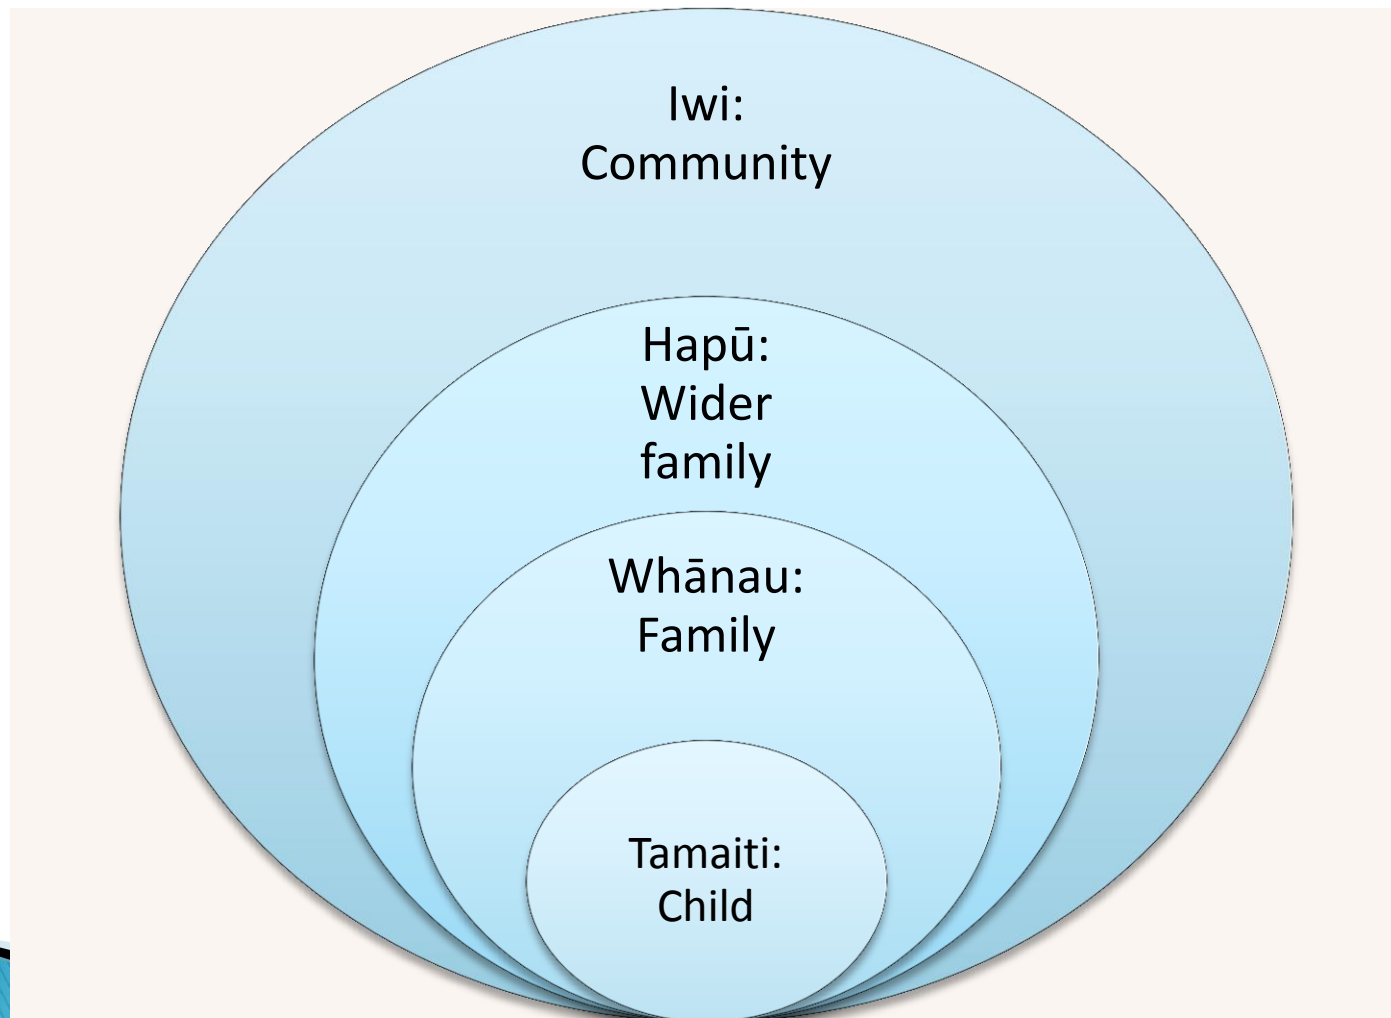 Iwi:
Community
Hapū:
Wider
family
Whānau:
Family
Tamaiti:
Child